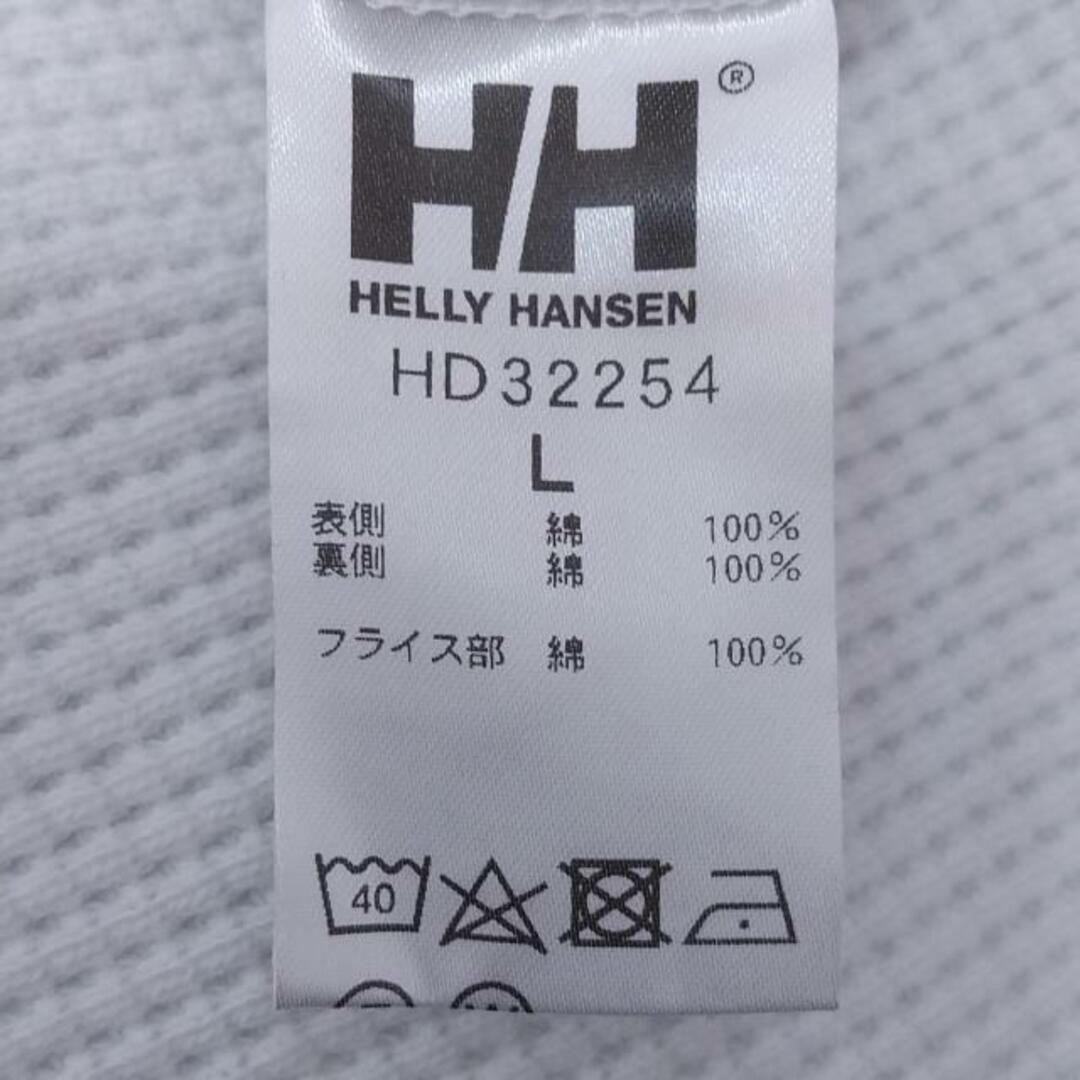 HH ®
HELLY HANSEN
HD32254
L
表側 綿 100%
裏側 綿 100%
フライス部 綿 100%
40